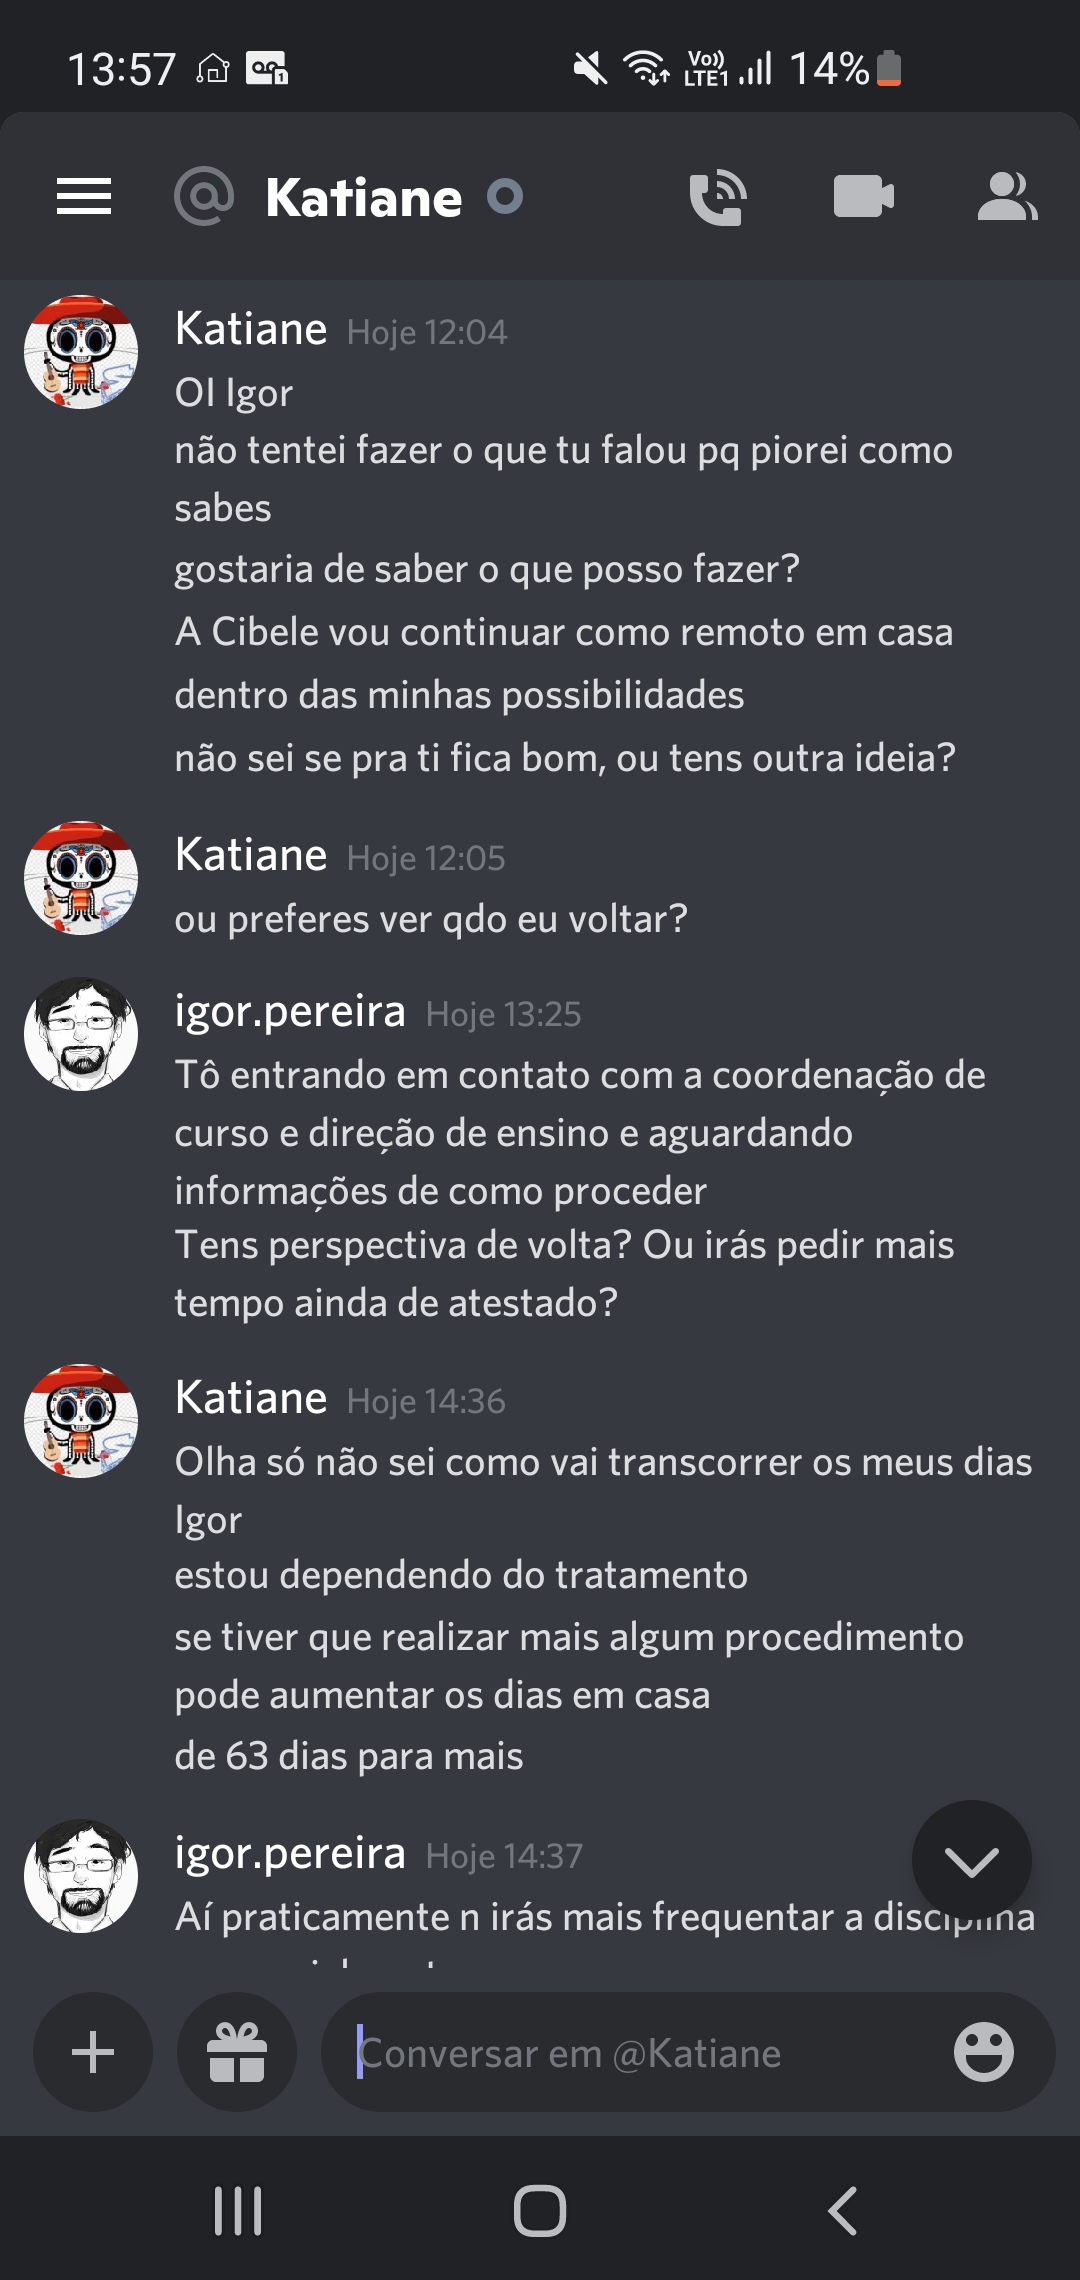 13:57
Vo)) LTE1 14%
Katiane
Katiane Hoje 12:04
OI Igor
não tentei fazer o que tu falou pq piorei como
sabes
gostaria de saber o que posso fazer?
A Cibele vou continuar como remoto em casa
dentro das minhas possibilidades
não sei se pra ti fica bom, ou tens outra ideia?
Katiane Hoje 12:05
ou preferes ver qdo eu voltar?
igor.pereira Hoje 13:25
Tô entrando em contato com a coordenação de
curso e direção de ensino e aguardando
informações de como proceder
Tens perspectiva de volta? Ou irás pedir mais
tempo ainda de atestado?
Katiane Hoje 14:36
Olha só não sei como vai transcorrer os meus dias
Igor
estou dependendo do tratamento
se tiver que realizar mais algum procedimento
pode aumentar os dias em casa
de 63 dias para mais
igor.pereira Hoje 14:37
Aí praticamente n irás mais frequentar a disciplina
Conversar em @Katiane